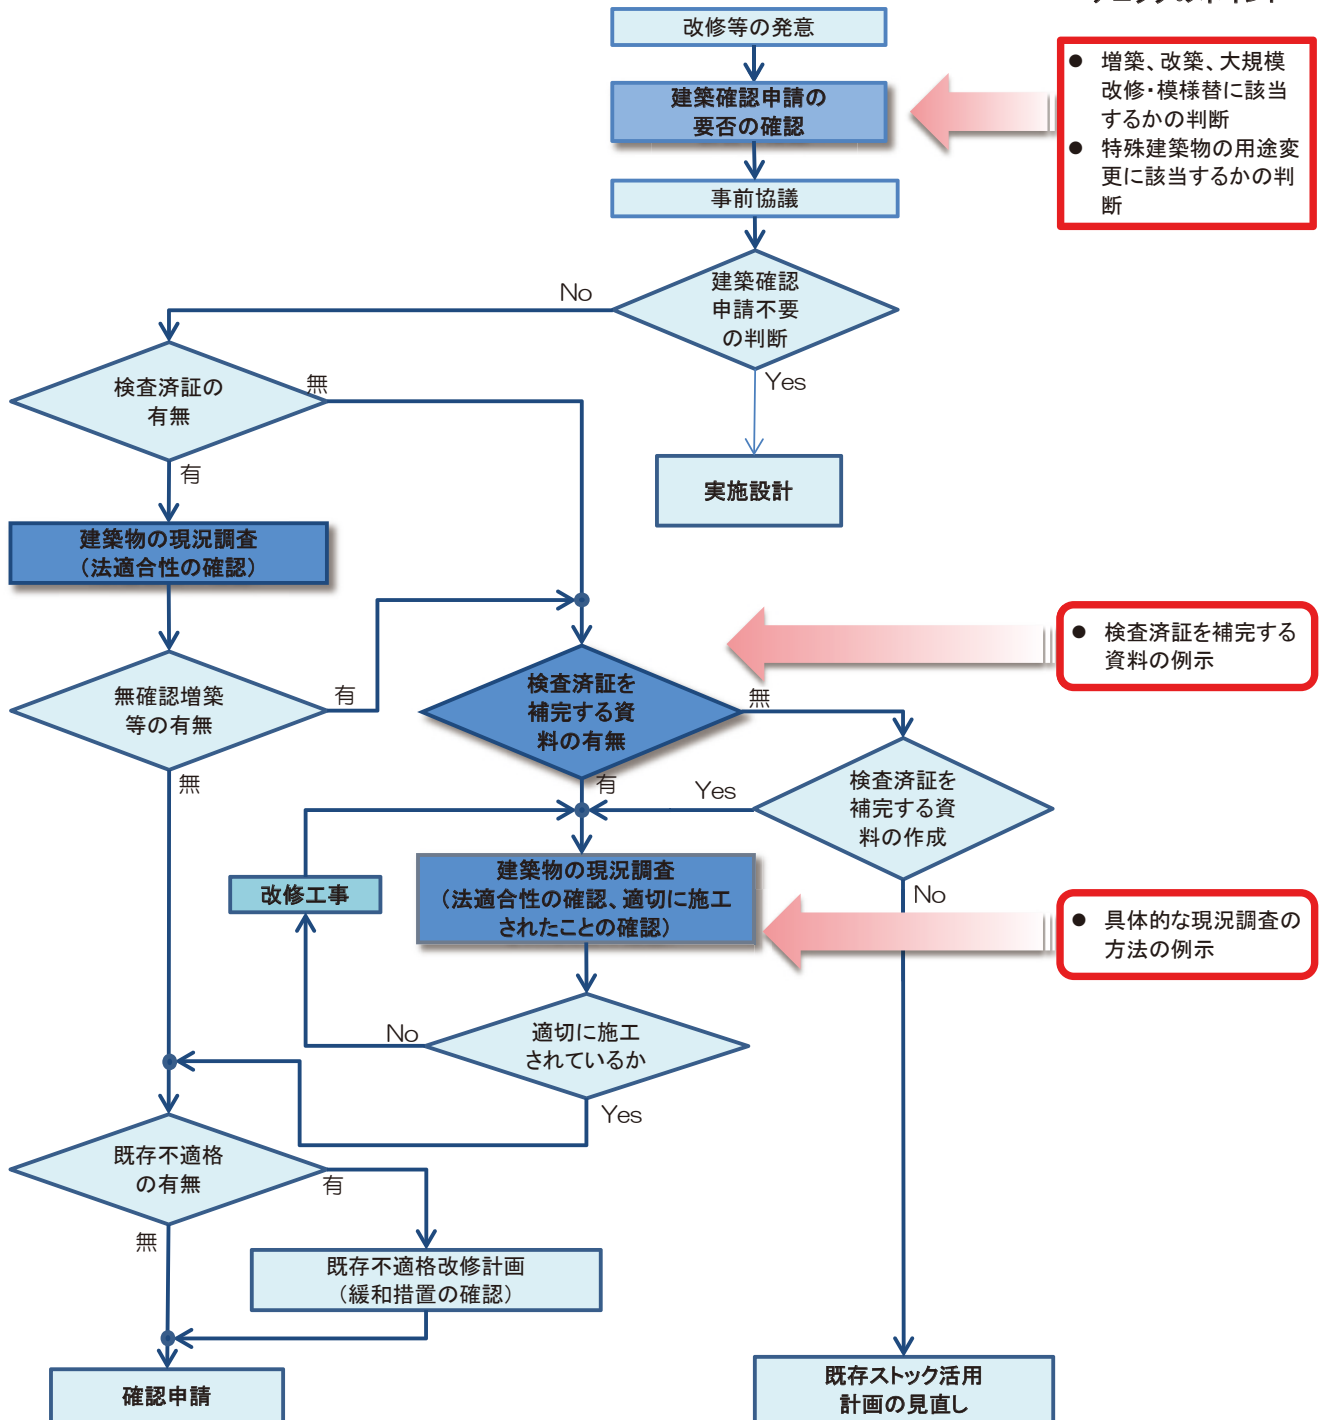 チェックのポイント
改修等の発意
建築確認申請の
要否の確認
● 増築、改築、大規模
改修・模様替に該当
するかの判断
● 特殊建築物の用途変
更に該当するかの判
断
事前協議
建築確認
申請不要
の判断
No
Yes
検査済証の
有無
無
有
実施設計
建築物の現況調査
(法適合性の確認)
● 検査済証を補完する
資料の例示
無確認増築
等の有無
有
無
検査済証を
補完する資
料の有無
無
有
検査済証を
補完する資
料の作成
Yes
No
改修工事
建築物の現況調査
(法適合性の確認、適切に施工
されたことの確認)
● 具体的な現況調査の
方法の例示
適切に施工
されているか
No
Yes
既存不適格
の有無
有
無
既存不適格改修計画
(緩和措置の確認)
確認申請
既存ストック活用
計画の見直し